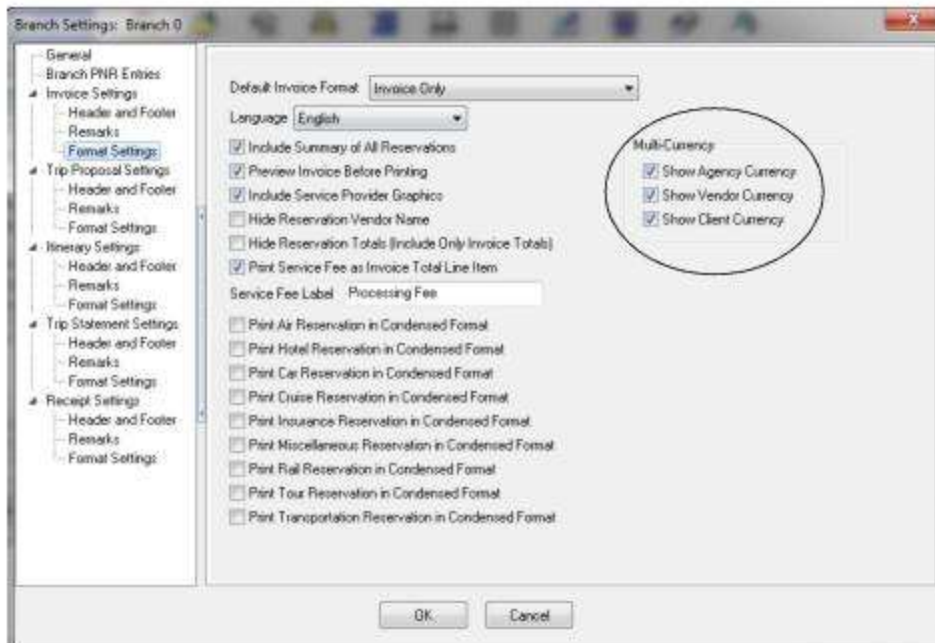 Branch Settings: Branch 0
General
Branch PNR Entries
Invoice Settings
Header and Footer
Remarks
Format Settings
Trip Proposal Settings
Header and Footer
Remarks
Format Settings
Itinerary Settings
Header and Footer
Remarks
Format Settings
Trip Statement Settings
Header and Footer
Remarks
Format Settings
Receipt Settings
Header and Footer
Remarks
Format Settings
Default Invoice Format Invoice Only
Language English
Include Summary of All Reservations
Preview Invoice Before Printing
Include Service Provider Graphics
Hide Reservation Vendor Name
Hide Reservation Totals (Include Only Invoice Totals)
Print Service Fee as Invoice Total Line Item
Service Fee Label Processing Fee
Print Air Reservation in Condensed Format
Print Hotel Reservation in Condensed Format
Print Car Reservation in Condensed Format
Print Cruise Reservation in Condensed Format
Print Insurance Reservation in Condensed Format
Print Miscellaneous Reservation in Condensed Format
Print Rail Reservation in Condensed Format
Print Tour Reservation in Condensed Format
Print Transportation Reservation in Condensed Format
Multi-Currency
Show Agency Currency
Show Vendor Currency
Show Client Currency
OK
Cancel